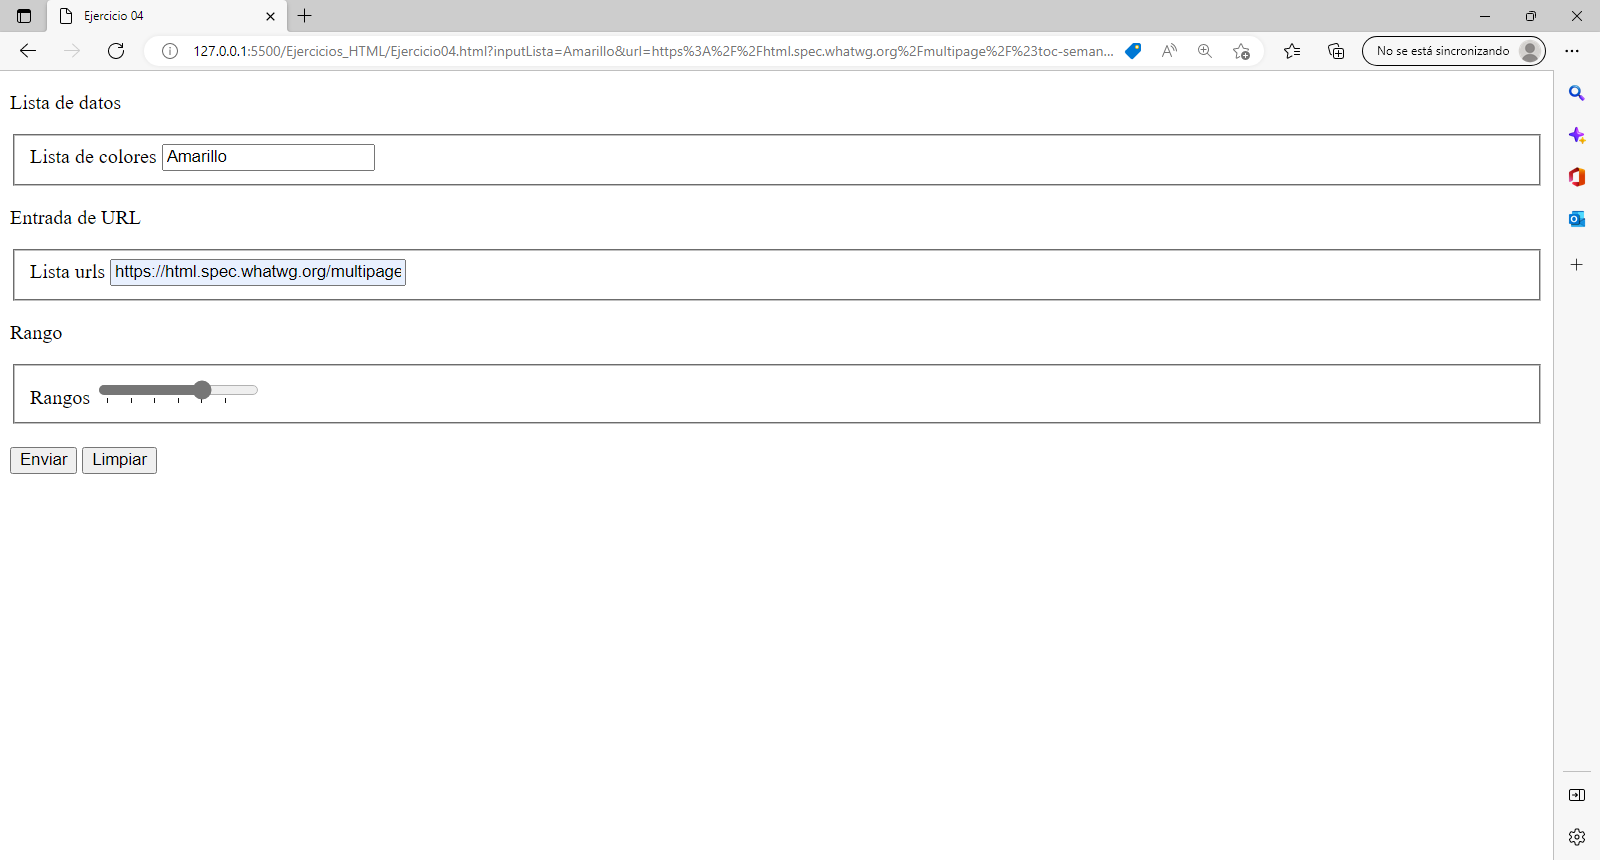 Ejercicio 04
127.0.0.1:5500/Ejercicios_HTML/Ejercicio04.html?inputLista=Amarillo&url=https%3A%2F%2Fhtml.spec.whatwg.org%2Fmultipage%2F%23toc-seman...
No se está sincronizando
Lista de datos
Lista de colores Amarillo
Entrada de URL
Lista urls https://html.spec.whatwg.org/multipage
Rango
Rangos
Enviar Limpiar